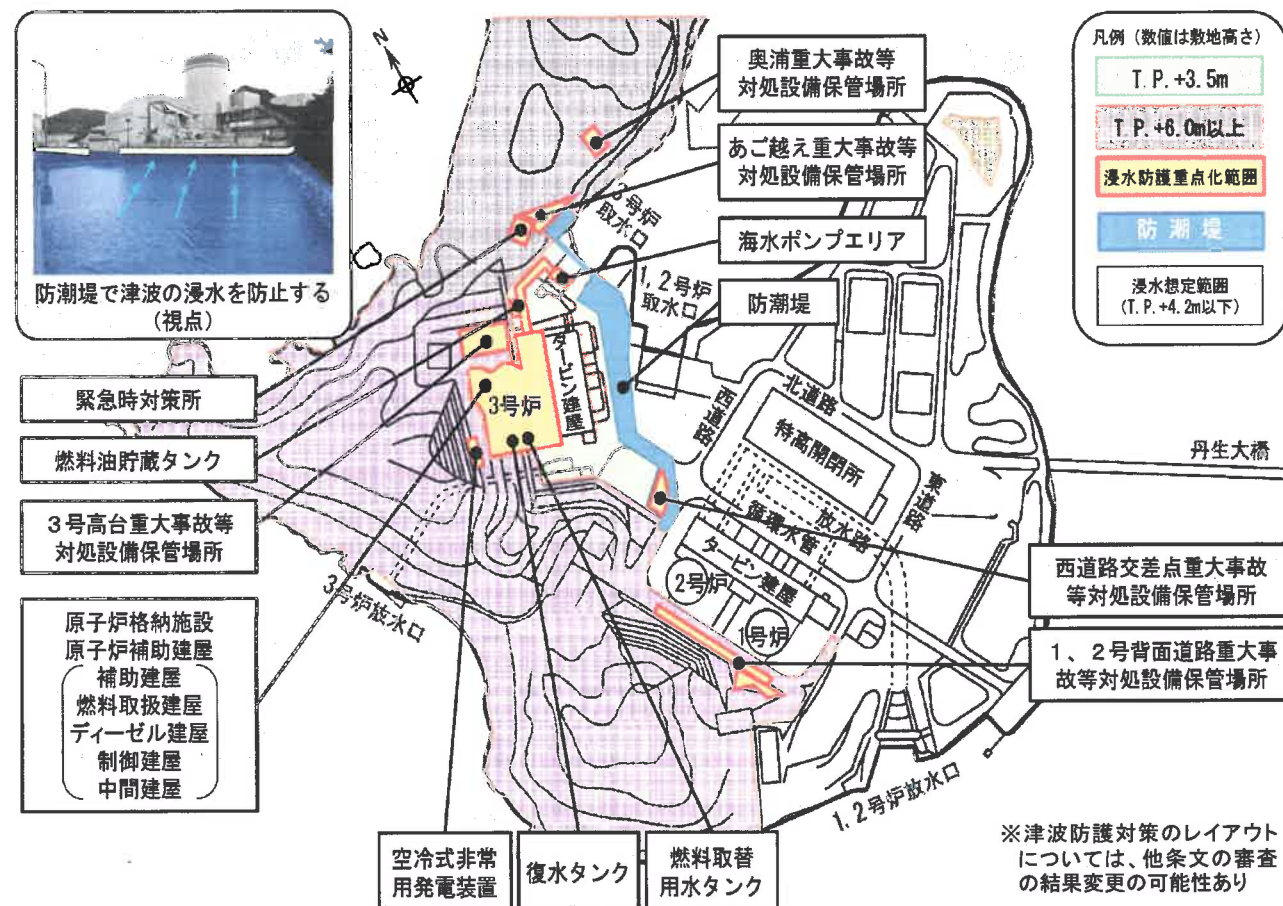 防潮堤で津波の浸水を防止する
(視点)
N
奥浦重大事故等
対処設備保管場所
あご越え重大事故等
対処設備保管場所
海水ポンプエリア
防潮堤
凡例(数値は敷地高さ)
T.P.+3.5m
T.P.+6.0m以上
浸水防護重点化範囲
防潮堤
浸水想定範囲
(T.P.+4.2m以下)
3号炉
取水口
1,2号炉
取水口
タービン建屋
3号炉
西道路
北道路
特高開閉所
東道路
丹生大橋
循環水管
放水路
タービン建屋
2号炉
1号炉
3号炉放水口
1,2号炉放水口
緊急時対策所
燃料油貯蔵タンク
3号高台重大事故等
対処設備保管場所
原子炉格納施設
原子炉補助建屋
補助建屋
燃料取扱建屋
ディーゼル建屋
制御建屋
中間建屋
西道路交差点重大事故
等対処設備保管場所
1、2号背面道路重大事
故等対処設備保管場所
空冷式非常
用発電装置
復水タンク
燃料取替
用水タンク
※津波防護対策のレイアウト
については、他条文の審査
の結果変更の可能性あり